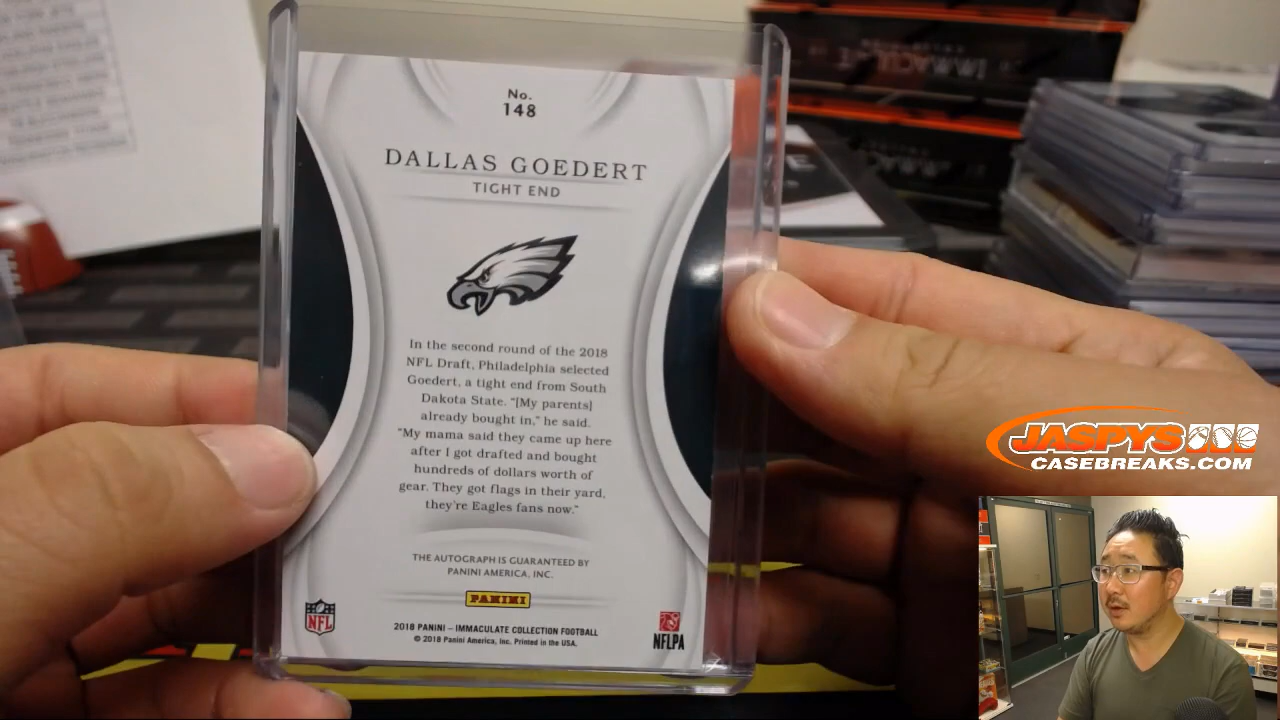 No.
148
DALLAS GOEDERT
TIGHT END
In the second round of the 2018
NFL Draft, Philadelphia selected
Goedert, a tight end from South
Dakota State. "[My parents]
already bought in," he said.
"My mama said they came up here
after I got drafted and bought
hundreds of dollars worth of
gear. They got flags in their yard,
they're Eagles fans now."
THE AUTOGRAPH IS GUARANTEED BY
PANINI AMERICA, INC.
PANINI
NFL
2018 PANINI – IMMACULATE COLLECTION FOOTBALL
© 2018 Panini America, Inc. Printed in the USA.
NFLPA
IMMACULATE
JASPYS
CASEBREAKS.COM